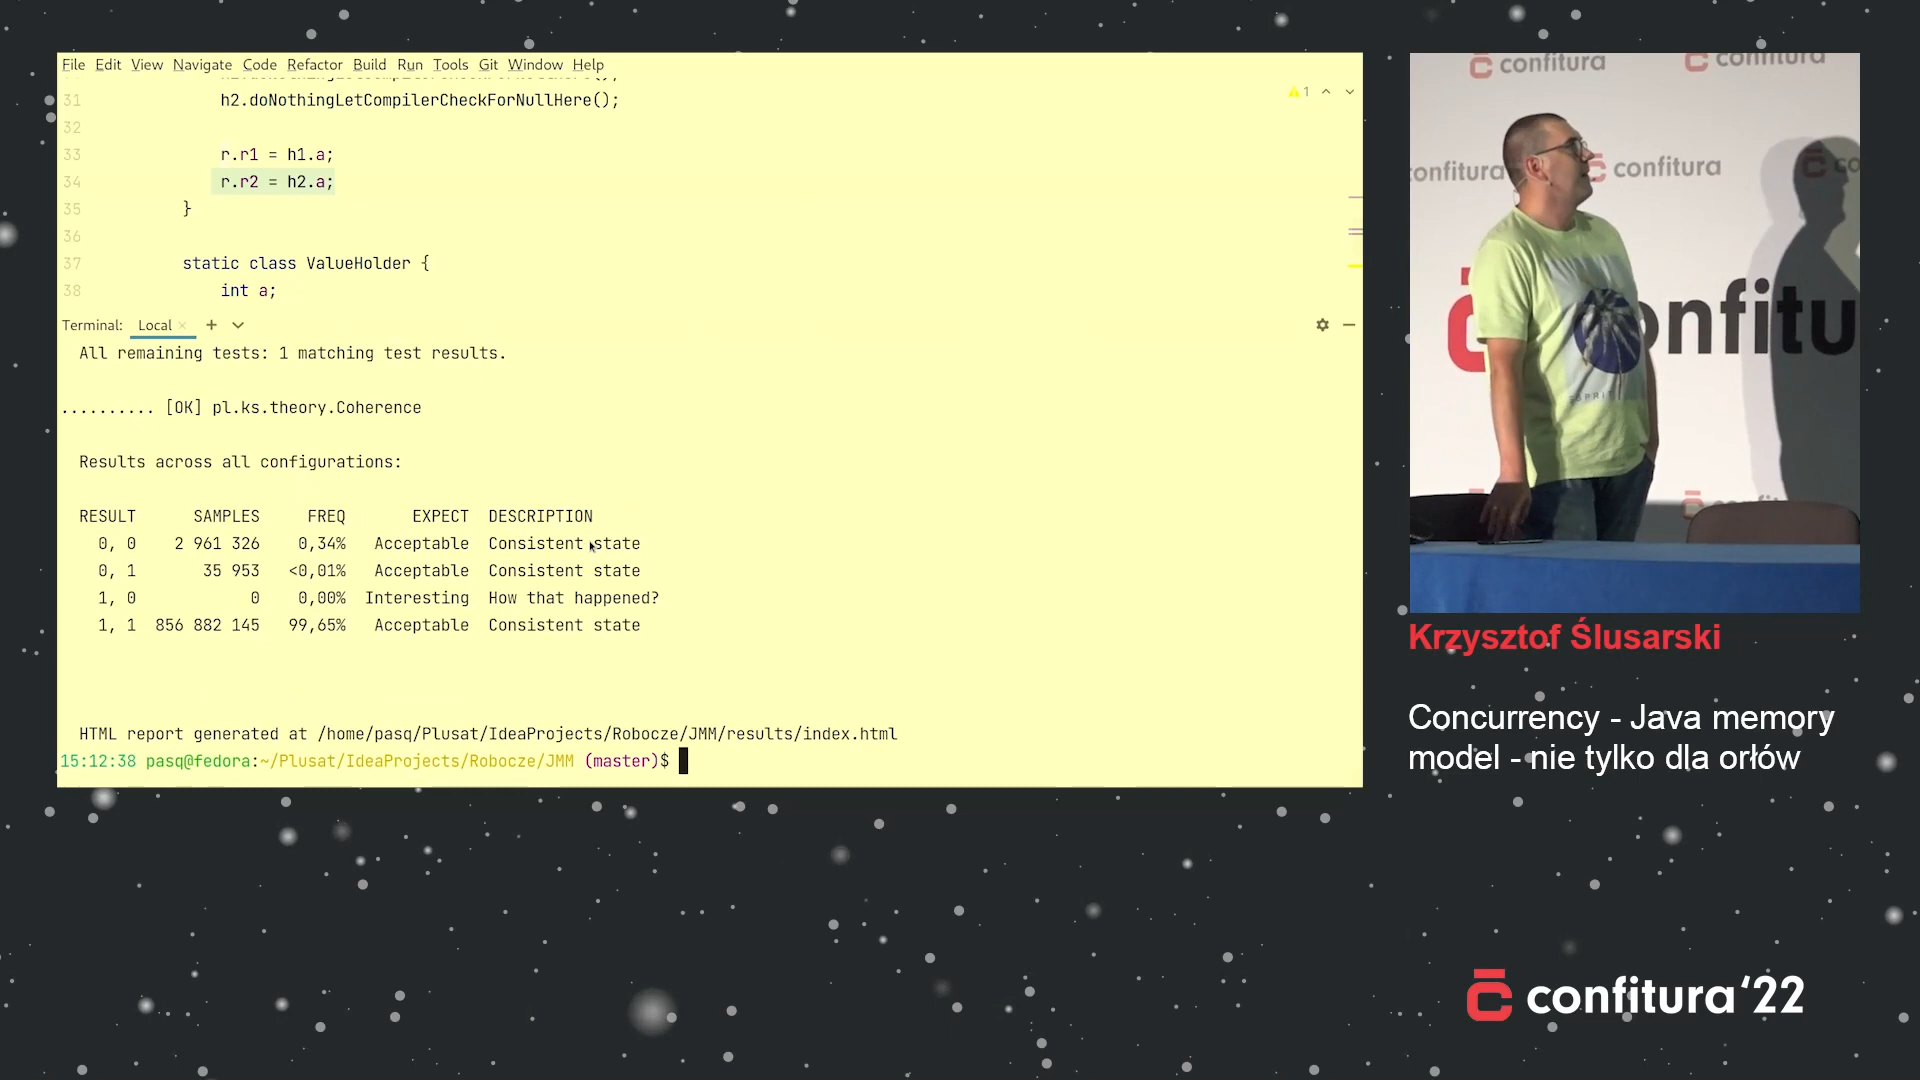 File Edit View Navigate Code Refactor Build Run Tools Git Window Help
31 h2.doNothingLetCompilerCheckForNullHere();
1
32
33 r.r1 = h1.a;
34 r.r2 = h2.a;
35 }
36
37 static class ValueHolder {
38 int a;
Terminal: Local × +
All remaining tests: 1 matching test results.
.......... [OK] pl.ks.theory.Coherence
Results across all configurations:
RESULT SAMPLES FREQ EXPECT DESCRIPTION
0, 0 2 961 326 0,34% Acceptable Consistent state
0, 1 35 953 <0,01% Acceptable Consistent state
1, 0 0 0,00% Interesting How that happened?
1, 1 856 882 145 99,65% Acceptable Consistent state
HTML report generated at /home/pasq/Plusat/IdeaProjects/Robocze/JMM/results/index.html
15:12:38 pasq@fedora:~/Plusat/IdeaProjects/Robocze/JMM (master)$
confitura confitura
onfitura confitura co
onfitu
Krzysztof Ślusarski
Concurrency - Java memory
model - nie tylko dla orłów
confitura '22